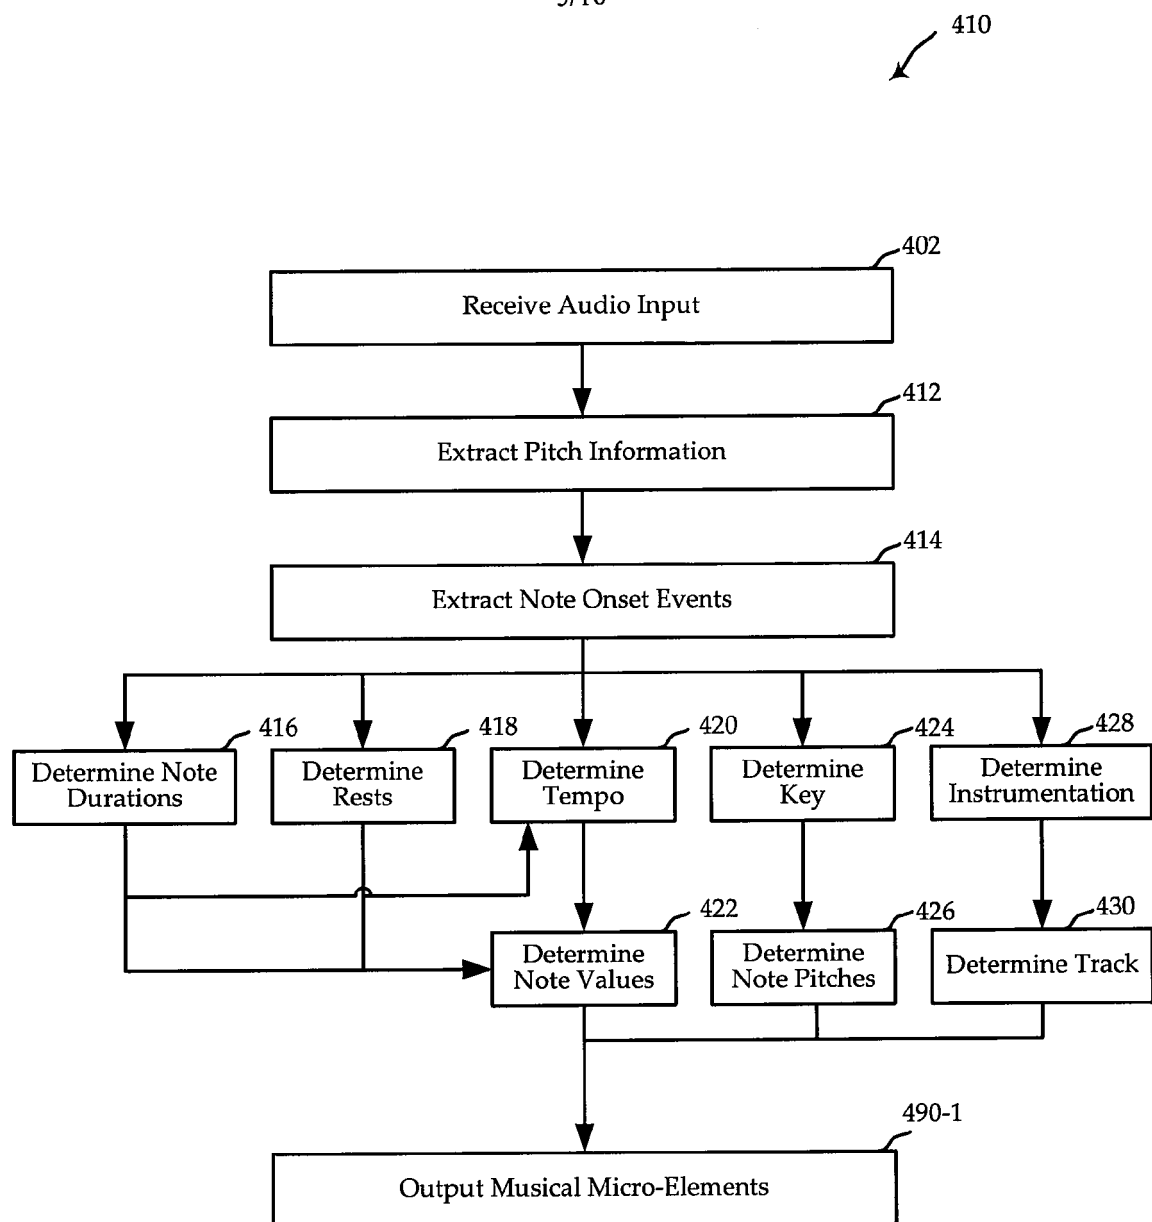 410
402
Receive Audio Input
412
Extract Pitch Information
414
Extract Note Onset Events
416
418
420
424
428
Determine Note
Durations
Determine
Rests
Determine
Tempo
Determine
Key
Determine
Instrumentation
422
426
430
Determine
Note Values
Determine
Note Pitches
Determine Track
490-1
Output Musical Micro-Elements